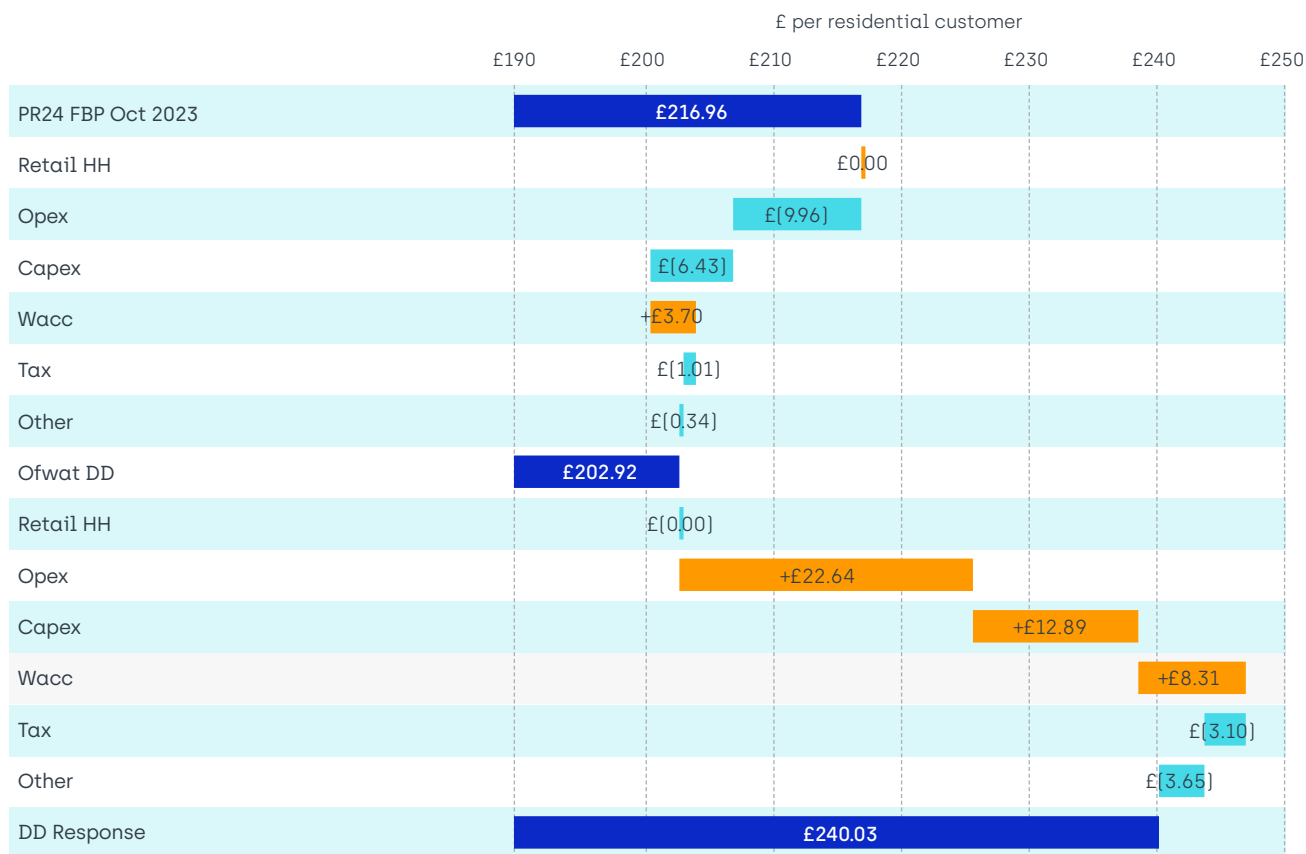 £ per residential customer
£190 £200 £210 £220 £230 £240 £250
PR24 FBP Oct 2023 £216.96
Retail HH £0.00
Opex £(9.96)
Capex £(6.43)
Wacc +£3.70
Tax £(1.01)
Other £(0.34)
Ofwat DD £202.92
Retail HH £(0.00)
Opex +£22.64
Capex +£12.89
Wacc +£8.31
Tax £(3.10)
Other £(3.65)
DD Response £240.03